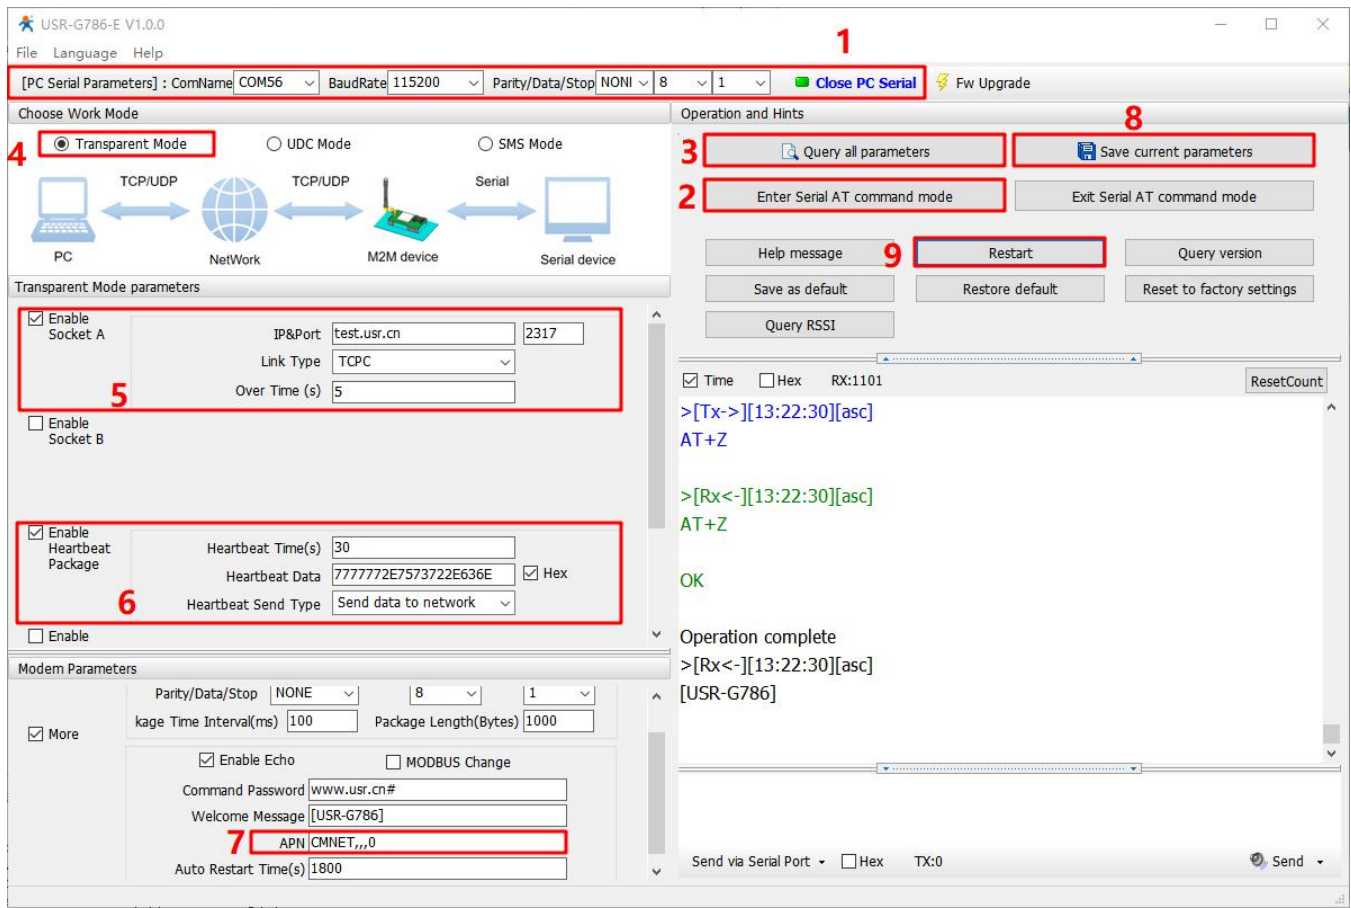 USR-G786-E V1.0.0
File Language Help
1
[PC Serial Parameters] : ComName COM56 BaudRate 115200 Parity/Data/Stop NONI 8 1 Close PC Serial Fw Upgrade
Choose Work Mode
4
Transparent Mode UDC Mode SMS Mode
TCP/UDP TCP/UDP Serial
PC NetWork M2M device Serial device
Transparent Mode parameters
Enable
Socket A
IP&Port test.usr.cn 2317
Link Type TCPC
Over Time (s) 5
5
Enable
Socket B
Enable
Heartbeat
Package
Heartbeat Time(s) 30
Heartbeat Data 7777772E7573722E636E Hex
Heartbeat Send Type Send data to network
6
Enable
Modem Parameters
Parity/Data/Stop NONE 8 1
kage Time Interval(ms) 100 Package Length(Bytes) 1000
More
Enable Echo MODBUS Change
Command Password www.usr.cn#
Welcome Message [USR-G786]
7
APN CMNET,,,0
Auto Restart Time(s) 1800
Operation and Hints
8
3
Query all parameters Save current parameters
2
Enter Serial AT command mode Exit Serial AT command mode
Help message 9 Restart Query version
Save as default Restore default Reset to factory settings
Query RSSI
Time Hex RX:1101 ResetCount
>[Tx->][13:22:30][asc]
AT+Z
>[Rx<-][13:22:30][asc]
AT+Z
OK
Operation complete
>[Rx<-][13:22:30][asc]
[USR-G786]
Send via Serial Port Hex TX:0 Send